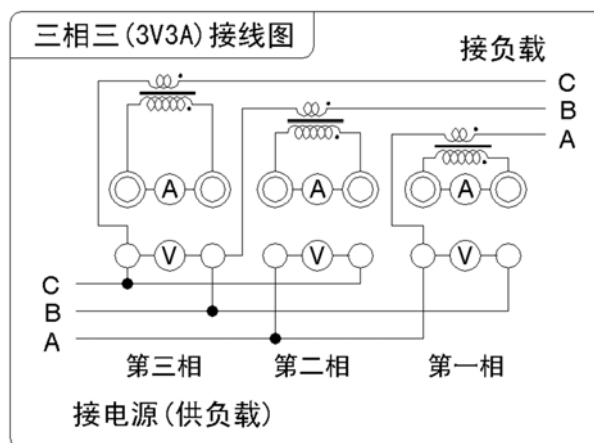 三相三(3V3A)接线图
接负载
C
B
A
A A A
V V V
C
B
A
第三相 第二相 第一相
接电源(供负载)